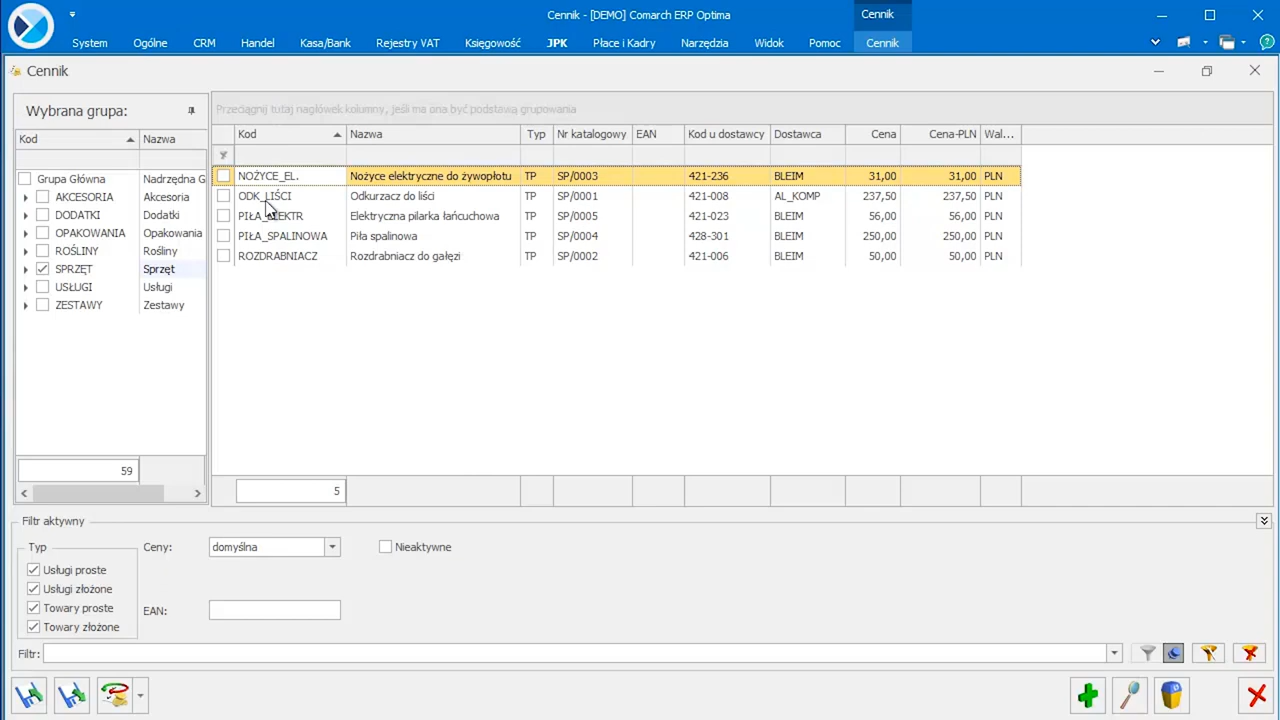 Cennik - [DEMO] Comarch ERP Optima
Cennik
System Ogólne CRM Handel Kasa/Bank Rejestry VAT Księgowość JPK Płace i Kadry Narzędzia Widok Pomoc Cennik
Cennik
Wybrana grupa:
Kod Nazwa
Grupa Główna Nadrzędna G
AKCESORIA Akcesoria
DODATKI Dodatki
OPAKOWANIA Opakowania
ROŚLINY Rośliny
SPRZĘT Sprzęt
USŁUGI Usługi
ZESTAWY Zestawy
59
Przeciągnij tutaj nagłówek kolumny, jeśli ma ona być podstawą grupowania
Kod Nazwa Typ Nr katalogowy EAN Kod u dostawcy Dostawca Cena Cena-PLN Wal...
NOŻYCE_EL. Nożyce elektryczne do żywopłotu TP SP/0003 421-236 BLEIM 31,00 31,00 PLN
ODK_LIŚCI Odkurzacz do liści TP SP/0001 421-008 AL_KOMP 237,50 237,50 PLN
PIŁA_ELEKTR Elektryczna pilarka łańcuchowa TP SP/0005 421-023 BLEIM 56,00 56,00 PLN
PIŁA_SPALINOWA Piła spalinowa TP SP/0004 428-301 BLEIM 250,00 250,00 PLN
ROZDRABNIACZ Rozdrabniacz do gałęzi TP SP/0002 421-006 BLEIM 50,00 50,00 PLN
5
Filtr aktywny
Typ
Usługi proste
Usługi złożone
Towary proste
Towary złożone
Ceny: domyślna Nieaktywne
EAN:
Filtr: